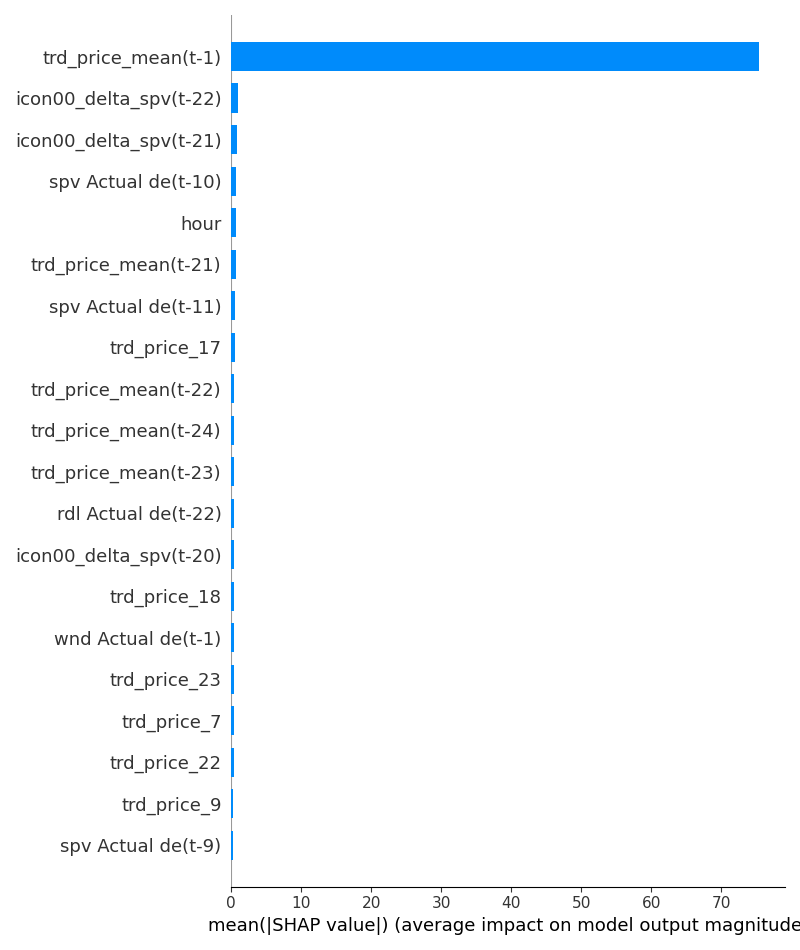 trd_price_mean(t-1)
icon00_delta_spv(t-22)
icon00_delta_spv(t-21)
spv Actual de(t-10)
hour
trd_price_mean(t-21)
spv Actual de(t-11)
trd_price_17
trd_price_mean(t-22)
trd_price_mean(t-24)
trd_price_mean(t-23)
rdl Actual de(t-22)
icon00_delta_spv(t-20)
trd_price_18
wnd Actual de(t-1)
trd_price_23
trd_price_7
trd_price_22
trd_price_9
spv Actual de(t-9)
0 10 20 30 40 50 60 70
mean(|SHAP value|) (average impact on model output magnitude